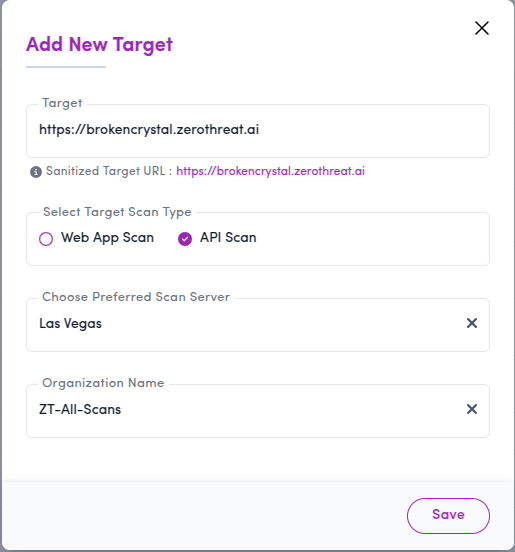 Add New Target
Target
https://brokencrystal.zerothreat.ai
Sanitized Target URL : https://brokencrystal.zerothreat.ai
Select Target Scan Type
Web App Scan API Scan
Choose Preferred Scan Server
Las Vegas
Organization Name
ZT-All-Scans
Save